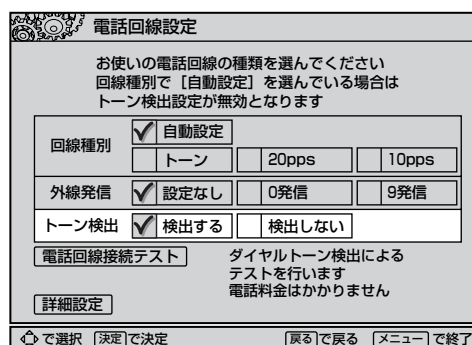 電話回線設定
お使いの電話回線の種類を選んでください
回線種別で［自動設定］を選んでいる場合は
トーン検出設定が無効となります
回線種別 自動設定
トーン 20pps 10pps
外線発信 設定なし 0発信 9発信
トーン検出 検出する 検出しない
電話回線接続テスト ダイヤルトーン検出による
テストを行います
電話料金はかかりません
詳細設定
で選択 決定で決定 戻るで戻る メニューで終了